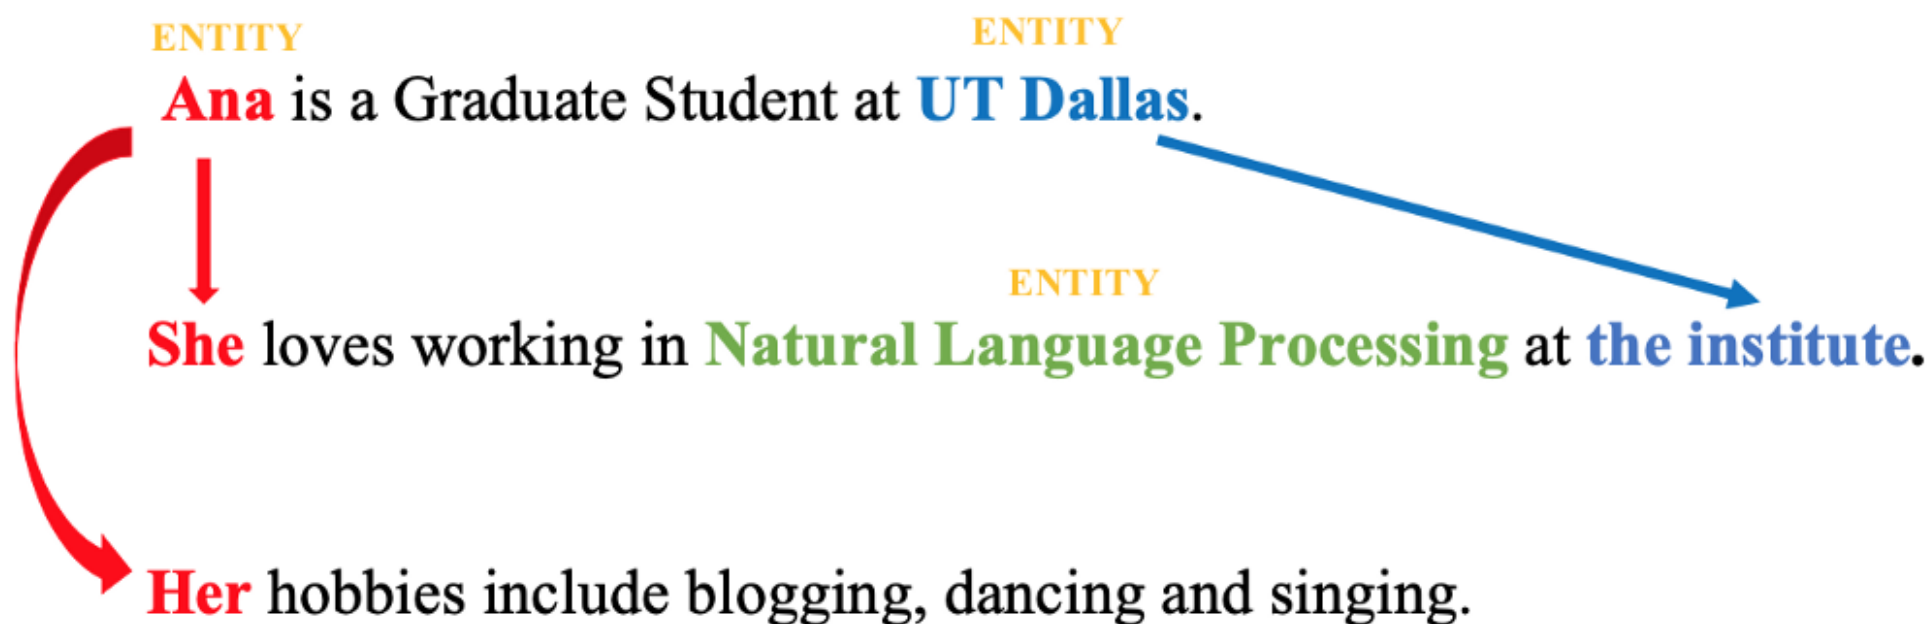 ENTITY ENTITY
Ana is a Graduate Student at UT Dallas.
ENTITY
She loves working in Natural Language Processing at the institute.
Her hobbies include blogging, dancing and singing.